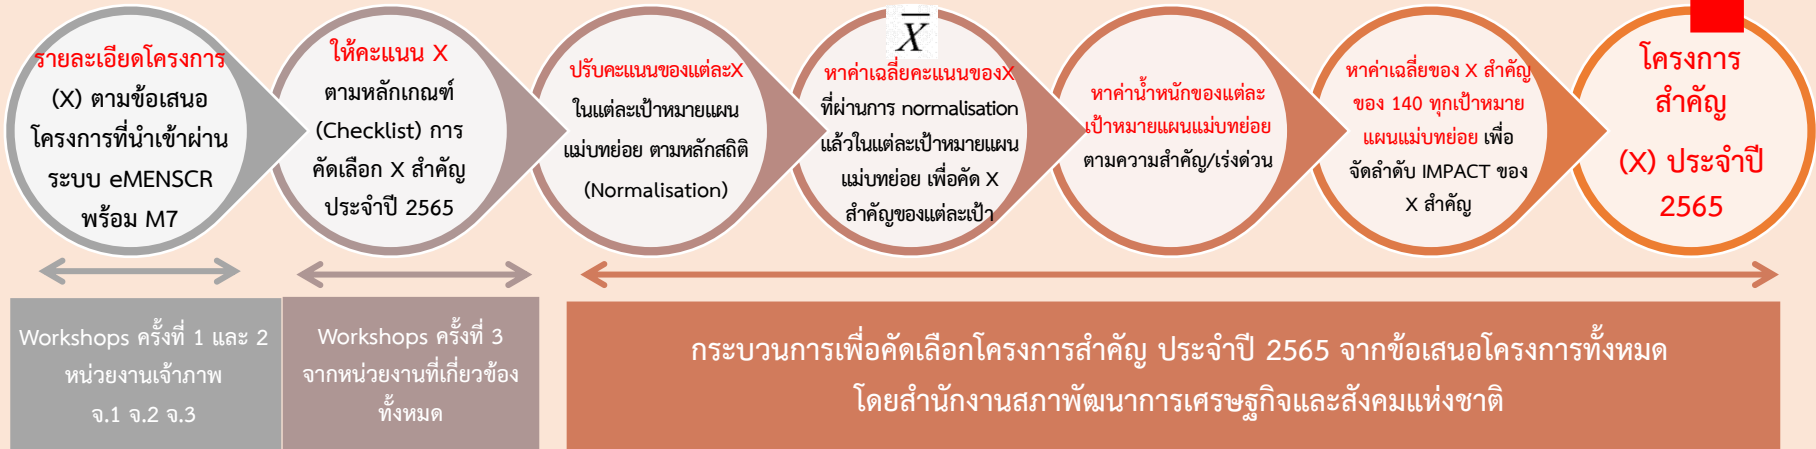 รายละเอียดโครงการ
(X) ตามข้อเสนอ
โครงการที่นำเข้าผ่าน
ระบบ eMENSCR
พร้อม M7
ให้คะแนน X
ตามหลักเกณฑ์
(Checklist) การ
คัดเลือก X สำคัญ
ประจำปี 2565
ปรับคะแนนของแต่ละX
ในแต่ละเป้าหมายแผน
แม่บทย่อย ตามหลักสถิติ
(Normalisation)
X̄
หาค่าเฉลี่ยคะแนนของX
ที่ผ่านการ normalisation
แล้วในแต่ละเป้าหมายแผน
แม่บทย่อย เพื่อคัด X
สำคัญของแต่ละเป้า
หาค่าน้ำหนักของแต่ละ
เป้าหมายแผนแม่บทย่อย
ตามความสำคัญ/เร่งด่วน
หาค่าเฉลี่ยของ X สำคัญ
ของ 140 ทุกเป้าหมาย
แผนแม่บทย่อย เพื่อ
จัดลำดับ IMPACT ของ
X สำคัญ
โครงการ
สำคัญ
(X) ประจำปี
2565
Workshops ครั้งที่ 1 และ 2
หน่วยงานเจ้าภาพ
จ.1 จ.2 จ.3
Workshops ครั้งที่ 3
จากหน่วยงานที่เกี่ยวข้อง
ทั้งหมด
กระบวนการเพื่อคัดเลือกโครงการสำคัญ ประจำปี 2565 จากข้อเสนอโครงการทั้งหมด
โดยสำนักงานสภาพัฒนาการเศรษฐกิจและสังคมแห่งชาติ